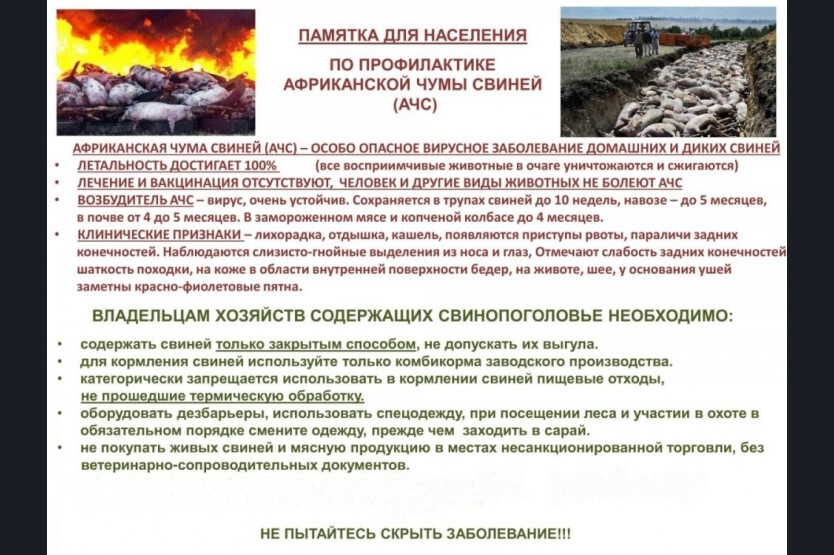 ПАМЯТКА ДЛЯ НАСЕЛЕНИЯ
ПО ПРОФИЛАКТИКЕ
АФРИКАНСКОЙ ЧУМЫ СВИНЕЙ
(АЧС)
АФРИКАНСКАЯ ЧУМА СВИНЕЙ (АЧС) – ОСОБО ОПАСНОЕ ВИРУСНОЕ ЗАБОЛЕВАНИЕ ДОМАШНИХ И ДИКИХ СВИНЕЙ
• ЛЕТАЛЬНОСТЬ ДОСТИГАЕТ 100% (все восприимчивые животные в очаге уничтожаются и сжигаются)
• ЛЕЧЕНИЕ И ВАКЦИНАЦИЯ ОТСУТСТВУЮТ, ЧЕЛОВЕК И ДРУГИЕ ВИДЫ ЖИВОТНЫХ НЕ БОЛЕЮТ АЧС
• ВОЗБУДИТЕЛЬ АЧС – вирус, очень устойчив. Сохраняется в трупах свиней до 10 недель, навозе – до 5 месяцев,
в почве от 4 до 5 месяцев. В замороженном мясе и копченой колбасе до 4 месяцев.
• КЛИНИЧЕСКИЕ ПРИЗНАКИ – лихорадка, отдышка, кашель, появляются приступы рвоты, параличи задних
конечностей. Наблюдаются слизисто-гнойные выделения из носа и глаз, Отмечают слабость задних конечностей
шаткость походки, на коже в области внутренней поверхности бедер, на животе, шее, у основания ушей
заметны красно-фиолетовые пятна.
ВЛАДЕЛЬЦАМ ХОЗЯЙСТВ СОДЕРЖАЩИХ СВИНОПОГОЛОВЬЕ НЕОБХОДИМО:
• содержать свиней только закрытым способом, не допускать их выгула.
• для кормления свиней используйте только комбикорма заводского производства.
• категорически запрещается использовать в кормлении свиней пищевые отходы,
не прошедшие термическую обработку.
• оборудовать дезбарьеры, использовать спецодежду, при посещении леса и участии в охоте в
обязательном порядке смените одежду, прежде чем заходить в сарай.
• не покупать живых свиней и мясную продукцию в местах несанкционированной торговли, без
ветеринарно-сопроводительных документов.
НЕ ПЫТАЙТЕСЬ СКРЫТЬ ЗАБОЛЕВАНИЕ!!!